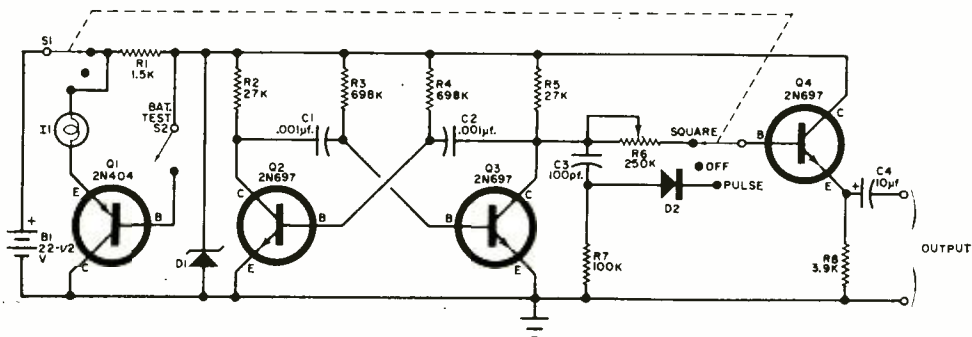 S1
R1
1.5K
I1
BAT.
TEST
S2
Q1
2N404
E
B
C
+
B1
22-1/2
V
D1
R2
27K
C1
.001µf.
R3
698K
R4
698K
C2
.001µf.
R5
27K
Q2
2N697
C
B
E
Q3
2N697
C
B
E
C3
100pf.
R6
250K
SQUARE
OFF
PULSE
D2
R7
100K
Q4
2N697
C
B
E
+
C4
10µf
R8
3.9K
OUTPUT